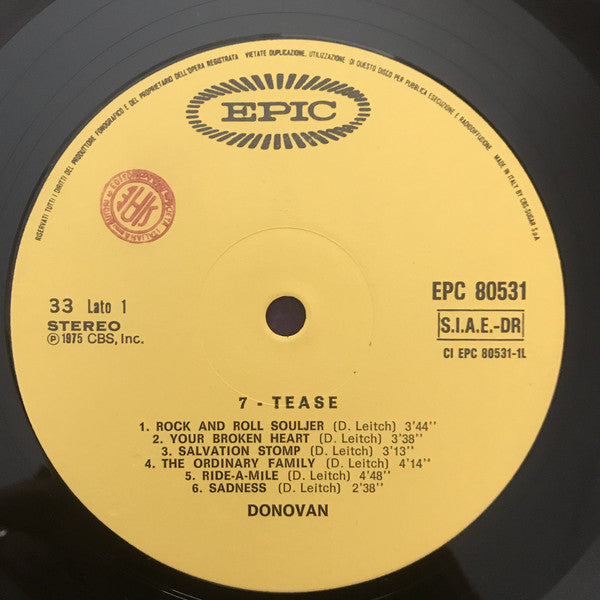 RISERVATI TUTTI I DIRITTI DEL PRODUTTORE FONOGRAFICO E DEL PROPRIETARIO DELL'OPERA REGISTRATA VIETATE DUPLICAZIONE, UTILIZZAZIONE DI QUESTO DISCO PER PUBBLICA ESECUZIONE E RADIODIFFUSIONE. MADE IN ITALY BY CBS-SUGAR S.p.A
EPIC
33 Lato 1
STEREO
℗ 1975 CBS, Inc.
EPC 80531
S.I.A.E.-DR
CI EPC 80531-1L
7 - TEASE
1. ROCK AND ROLL SOULJER (D. Leitch) 3'44''
2. YOUR BROKEN HEART (D. Leitch) 3'38''
3. SALVATION STOMP (D. Leitch) 3'13''
4. THE ORDINARY FAMILY (D. Leitch) 4'14''
5. RIDE-A-MILE (D. Leitch) 4'48''
6. SADNESS (D. Leitch) 2'38''
DONOVAN